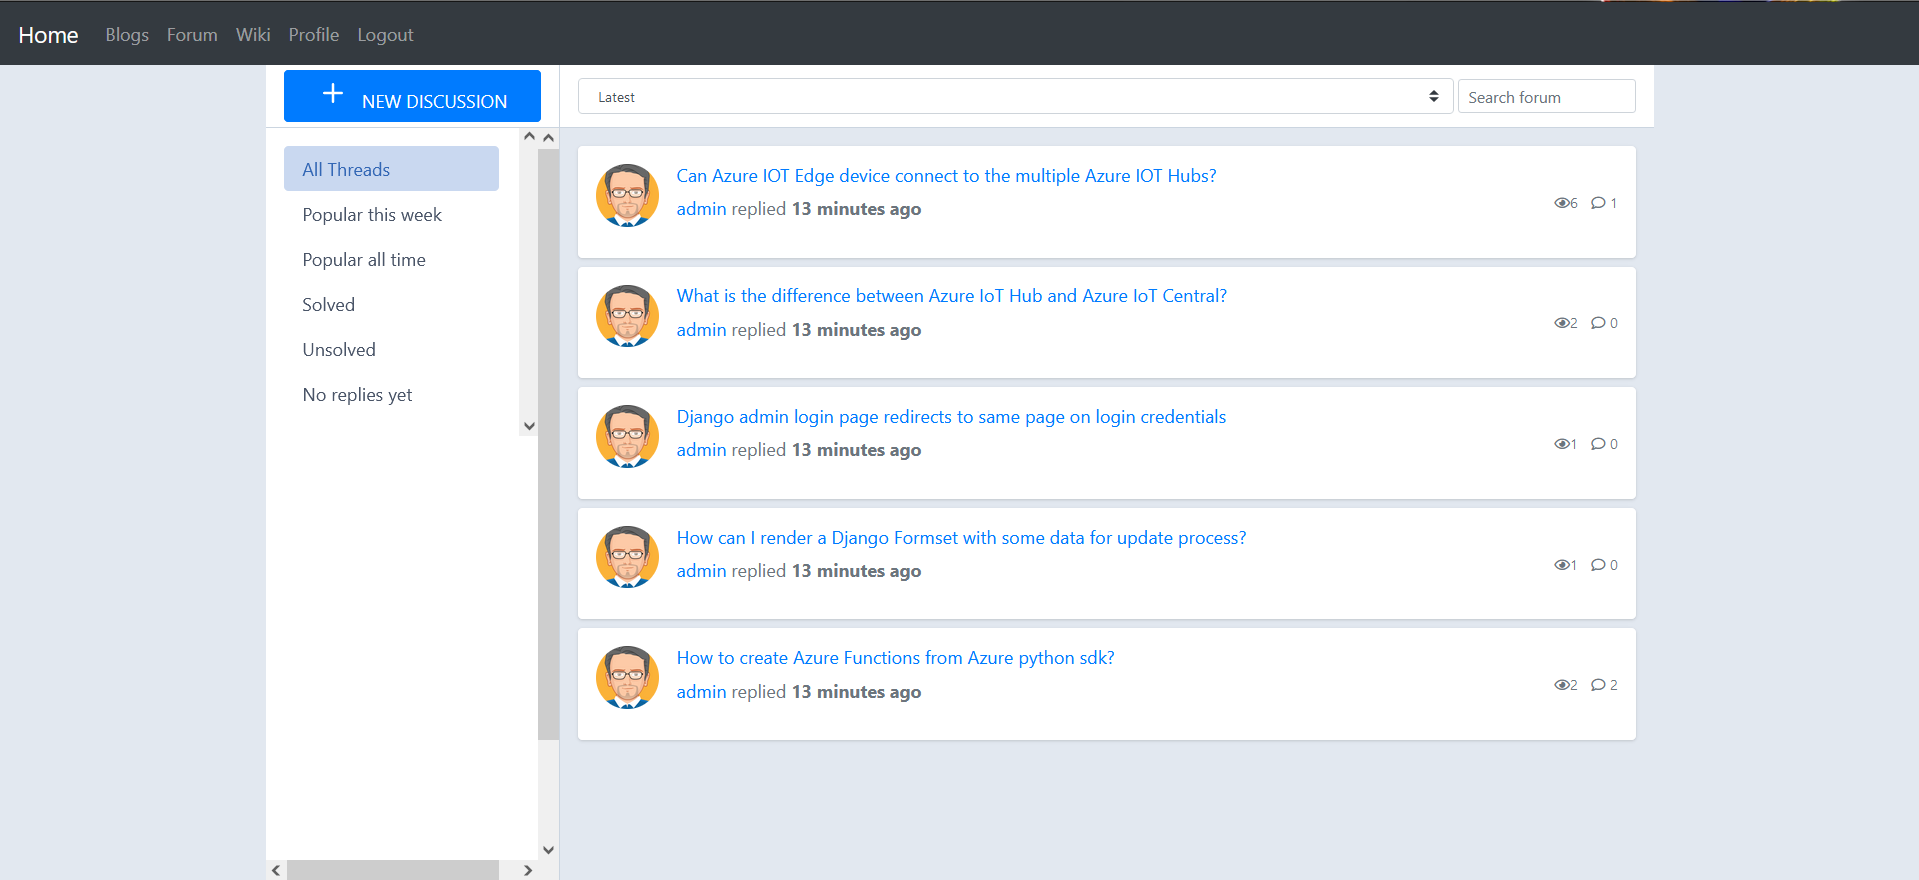 Home Blogs Forum Wiki Profile Logout
NEW DISCUSSION
Latest
Search forum
All Threads
Popular this week
Popular all time
Solved
Unsolved
No replies yet
Can Azure IOT Edge device connect to the multiple Azure IOT Hubs?
admin replied 13 minutes ago
6 1
What is the difference between Azure IoT Hub and Azure IoT Central?
admin replied 13 minutes ago
2 0
Django admin login page redirects to same page on login credentials
admin replied 13 minutes ago
1 0
How can I render a Django Formset with some data for update process?
admin replied 13 minutes ago
1 0
How to create Azure Functions from Azure python sdk?
admin replied 13 minutes ago
2 2